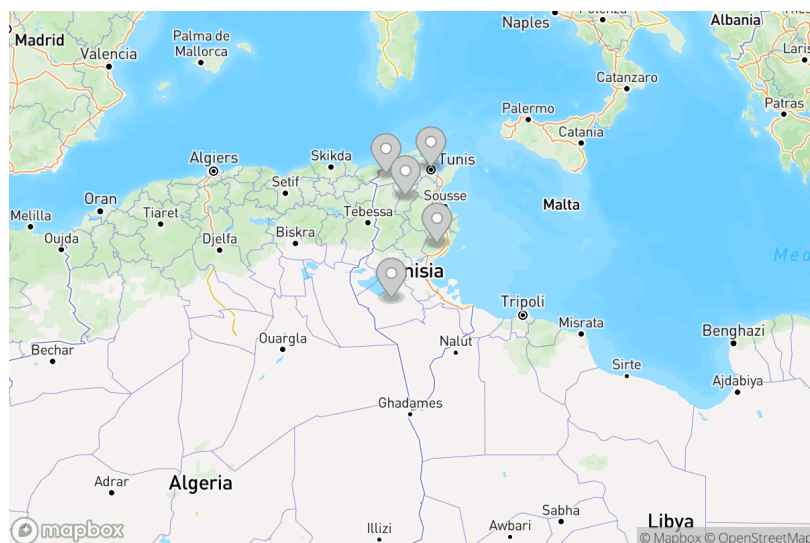 Madrid
Valencia
Palma de
Mallorca
Naples
Potenza
Albania
Laris
Catanzaro
Patras
Palermo
Catania
Algiers
Skikda
Tunis
Setif
Sousse
Oran
Malta
Melilla
Tiaret
Tebessa
Oujda
Djelfa
Biskra
Med
nisia
Tripoli
Misrata
Benghazi
Ouargla
Nalut
Bechar
Sirte
Ajdabiya
Ghadames
Adrar
Algeria
Sabha
Libya
Illizi
Awbari
mapbox
© Mapbox © OpenStreetMap